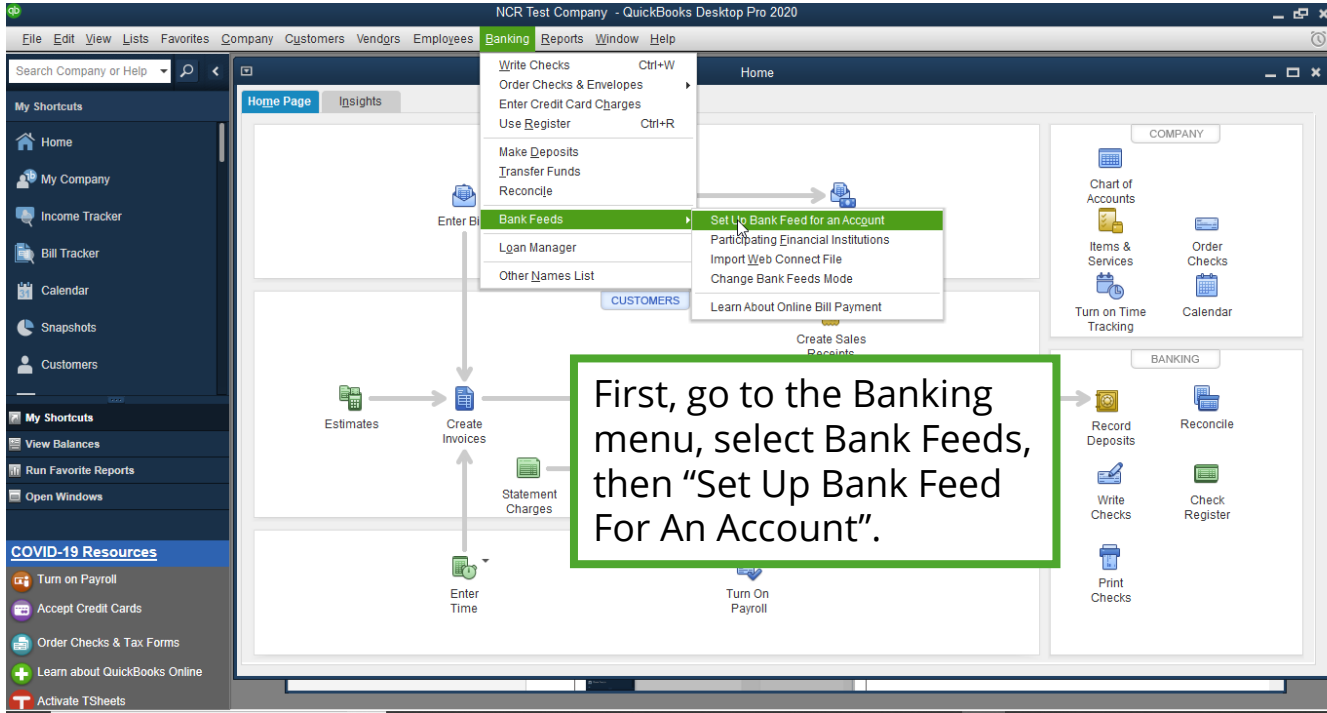 qb
NCR Test Company - QuickBooks Desktop Pro 2020
File Edit View Lists Favorites Company Customers Vendors Employees Banking Reports Window Help
Search Company or Help
My Shortcuts
Home
My Company
Income Tracker
Bill Tracker
Calendar
Snapshots
Customers
My Shortcuts
View Balances
Run Favorite Reports
Open Windows
COVID-19 Resources
Turn on Payroll
Accept Credit Cards
Order Checks & Tax Forms
Learn about QuickBooks Online
Activate TSheets
Home
Home Page
Insights
Write Checks Ctrl+W
Order Checks & Envelopes
Enter Credit Card Charges
Use Register Ctrl+R
Make Deposits
Transfer Funds
Reconcile
Bank Feeds
Loan Manager
Other Names List
Set Up Bank Feed for an Account
Participating Financial Institutions
Import Web Connect File
Change Bank Feeds Mode
Learn About Online Bill Payment
Enter
CUSTOMERS
Create Sales
Receipts
Estimates
Create
Invoices
Statement
Charges
Enter
Time
Turn On
Payroll
First, go to the Banking
menu, select Bank Feeds,
then “Set Up Bank Feed
For An Account”.
COMPANY
Chart of
Accounts
Items &
Services
Order
Checks
Turn on Time
Tracking
Calendar
BANKING
Record
Deposits
Reconcile
Write
Checks
Check
Register
Print
Checks